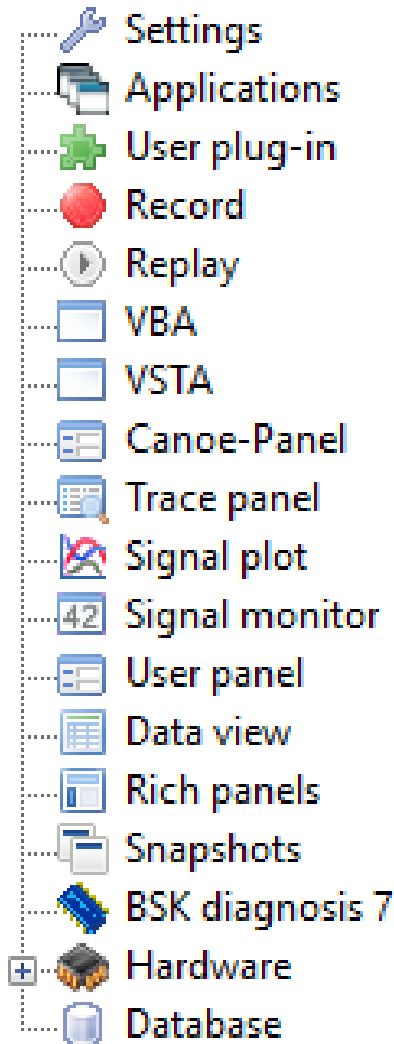 Settings
Applications
User plug-in
Record
Replay
VBA
VSTA
Canoe-Panel
Trace panel
Signal plot
42 Signal monitor
User panel
Data view
Rich panels
Snapshots
BSK diagnosis 7
Hardware
Database